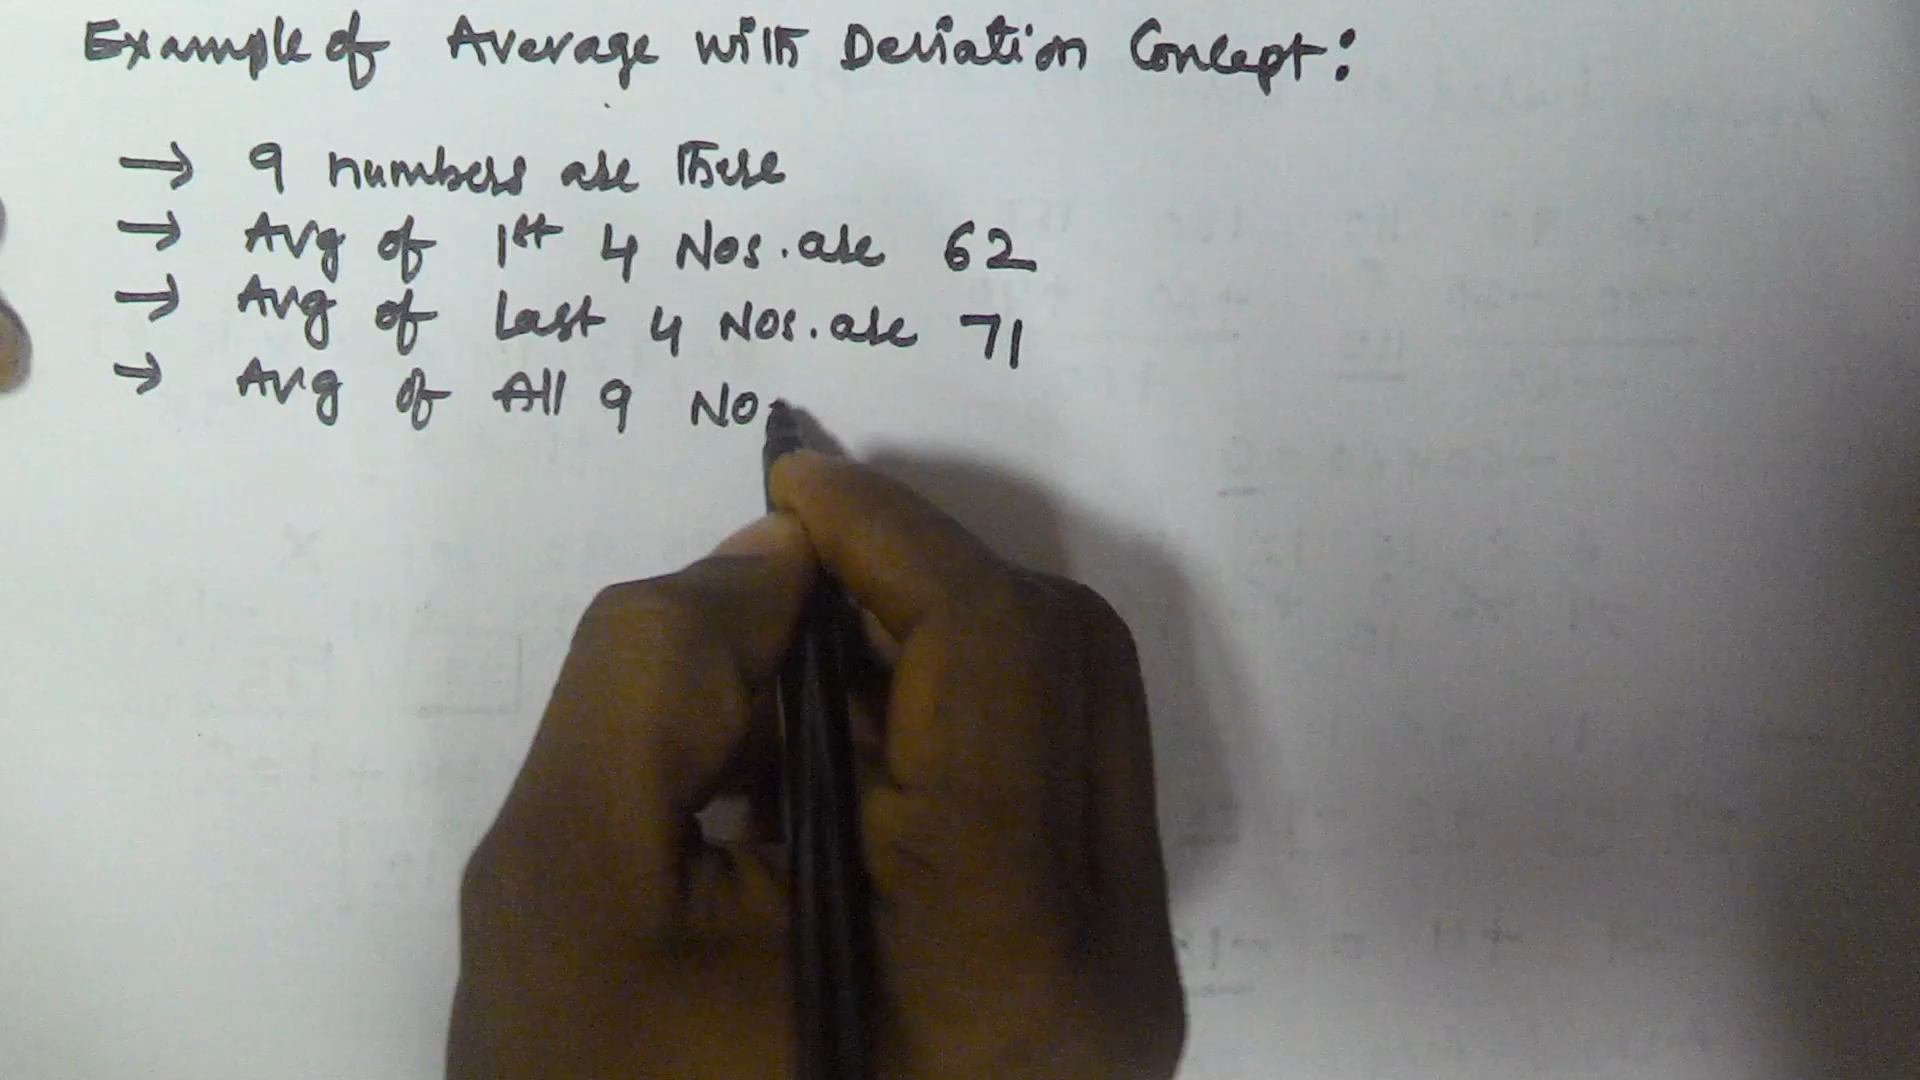 Example of Average with Deviation Concept:
→ 9 numbers are there
→ Avg of 1st 4 Nos. are 62
→ Avg of Last 4 Nos. are 71
→ Avg of All 9 No